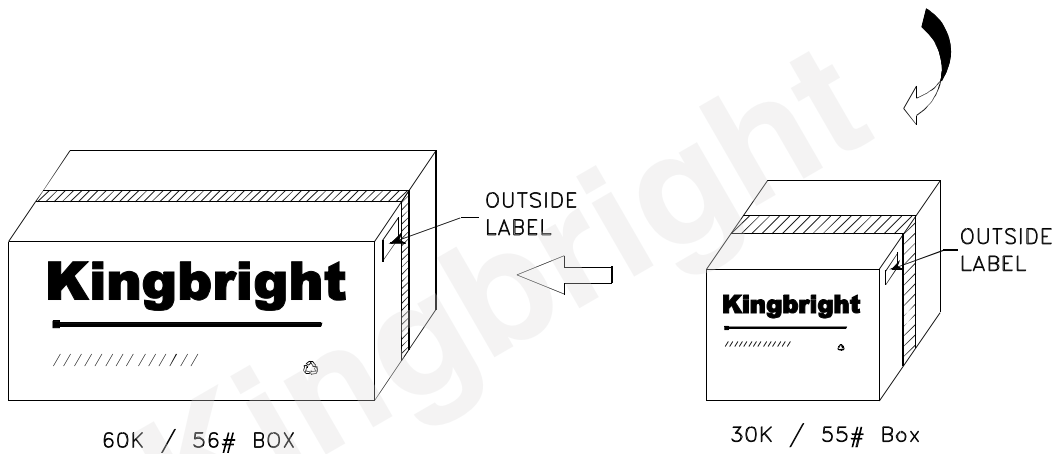 OUTSIDE
LABEL
Kingbright
60K / 56# BOX
OUTSIDE
LABEL
Kingbright
30K / 55# Box
Kingbright